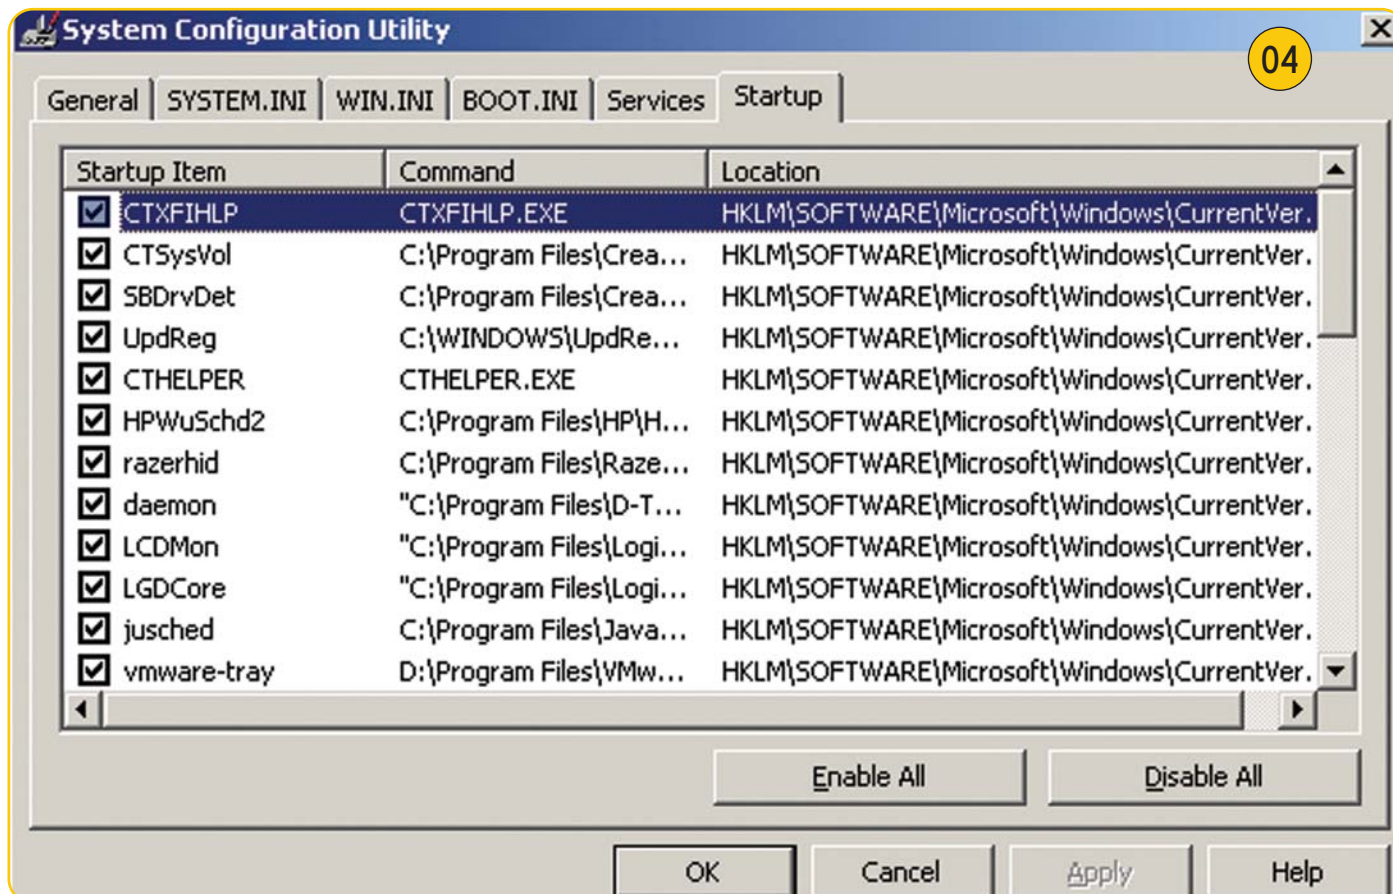 System Configuration Utility
04
General SYSTEM.INI WIN.INI BOOT.INI Services Startup
Startup Item Command Location
CTXFIHLP CTXFIHLP.EXE HKLM\SOFTWARE\Microsoft\Windows\CurrentVer.
CTSysVol C:\Program Files\Crea... HKLM\SOFTWARE\Microsoft\Windows\CurrentVer.
SBDrvDet C:\Program Files\Crea... HKLM\SOFTWARE\Microsoft\Windows\CurrentVer.
UpdReg C:\WINDOWS\UpdRe... HKLM\SOFTWARE\Microsoft\Windows\CurrentVer.
CTHELPER CTHELPER.EXE HKLM\SOFTWARE\Microsoft\Windows\CurrentVer.
HPWuSchd2 C:\Program Files\HP\H... HKLM\SOFTWARE\Microsoft\Windows\CurrentVer.
razerhid C:\Program Files\Raze... HKLM\SOFTWARE\Microsoft\Windows\CurrentVer.
daemon "C:\Program Files\D-T... HKLM\SOFTWARE\Microsoft\Windows\CurrentVer.
LCDMon "C:\Program Files\Logi... HKLM\SOFTWARE\Microsoft\Windows\CurrentVer.
LGDCore "C:\Program Files\Logi... HKLM\SOFTWARE\Microsoft\Windows\CurrentVer.
jusched C:\Program Files\Java... HKLM\SOFTWARE\Microsoft\Windows\CurrentVer.
vmware-tray D:\Program Files\VMw... HKLM\SOFTWARE\Microsoft\Windows\CurrentVer.
Enable All Disable All
OK Cancel Apply Help